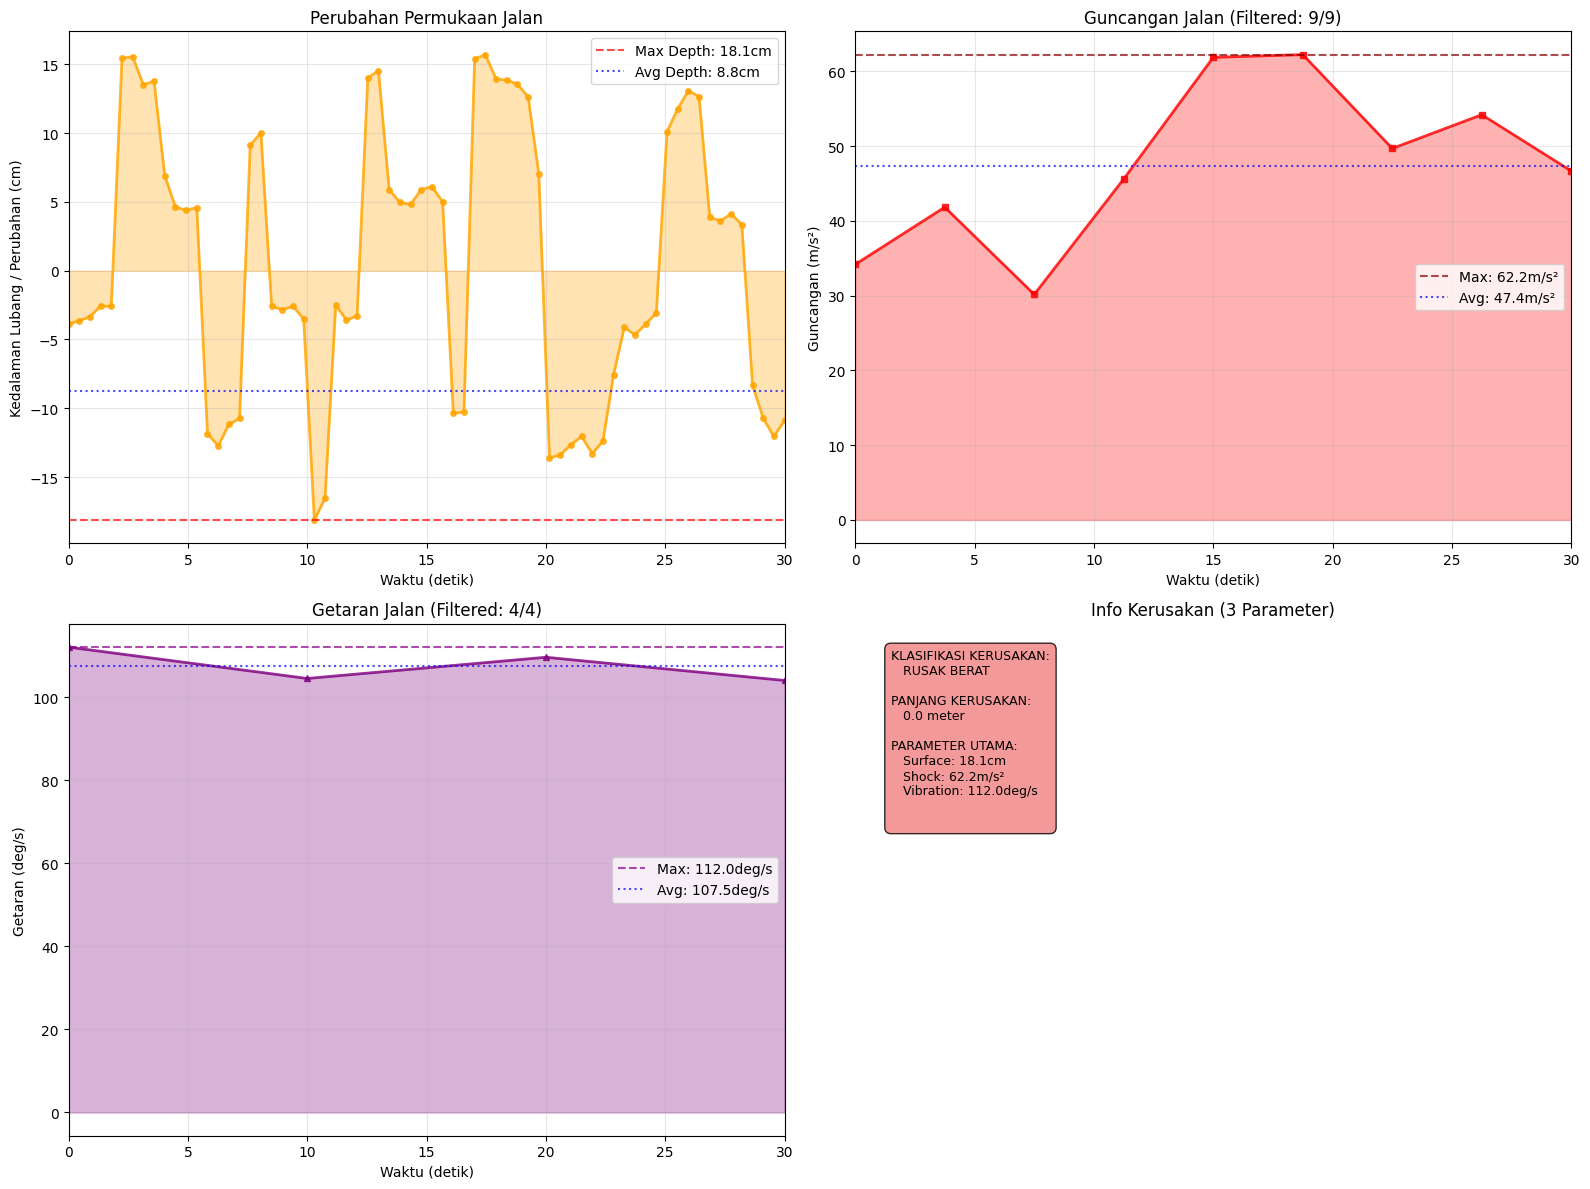 Perubahan Permukaan Jalan
Max Depth: 18.1cm
Avg Depth: 8.8cm
Kedalaman Lubang / Perubahan (cm)
15
10
5
0
−5
−10
−15
0
5
10
15
20
25
30
Waktu (detik)
Guncangan Jalan (Filtered: 9/9)
Guncangan (m/s²)
60
50
40
30
20
10
0
Max: 62.2m/s²
Avg: 47.4m/s²
0
5
10
15
20
25
30
Waktu (detik)
Getaran Jalan (Filtered: 4/4)
Getaran (deg/s)
100
80
60
40
20
0
Max: 112.0deg/s
Avg: 107.5deg/s
0
5
10
15
20
25
30
Waktu (detik)
Info Kerusakan (3 Parameter)
KLASIFIKASI KERUSAKAN:
RUSAK BERAT
PANJANG KERUSAKAN:
0.0 meter
PARAMETER UTAMA:
Surface: 18.1cm
Shock: 62.2m/s²
Vibration: 112.0deg/s